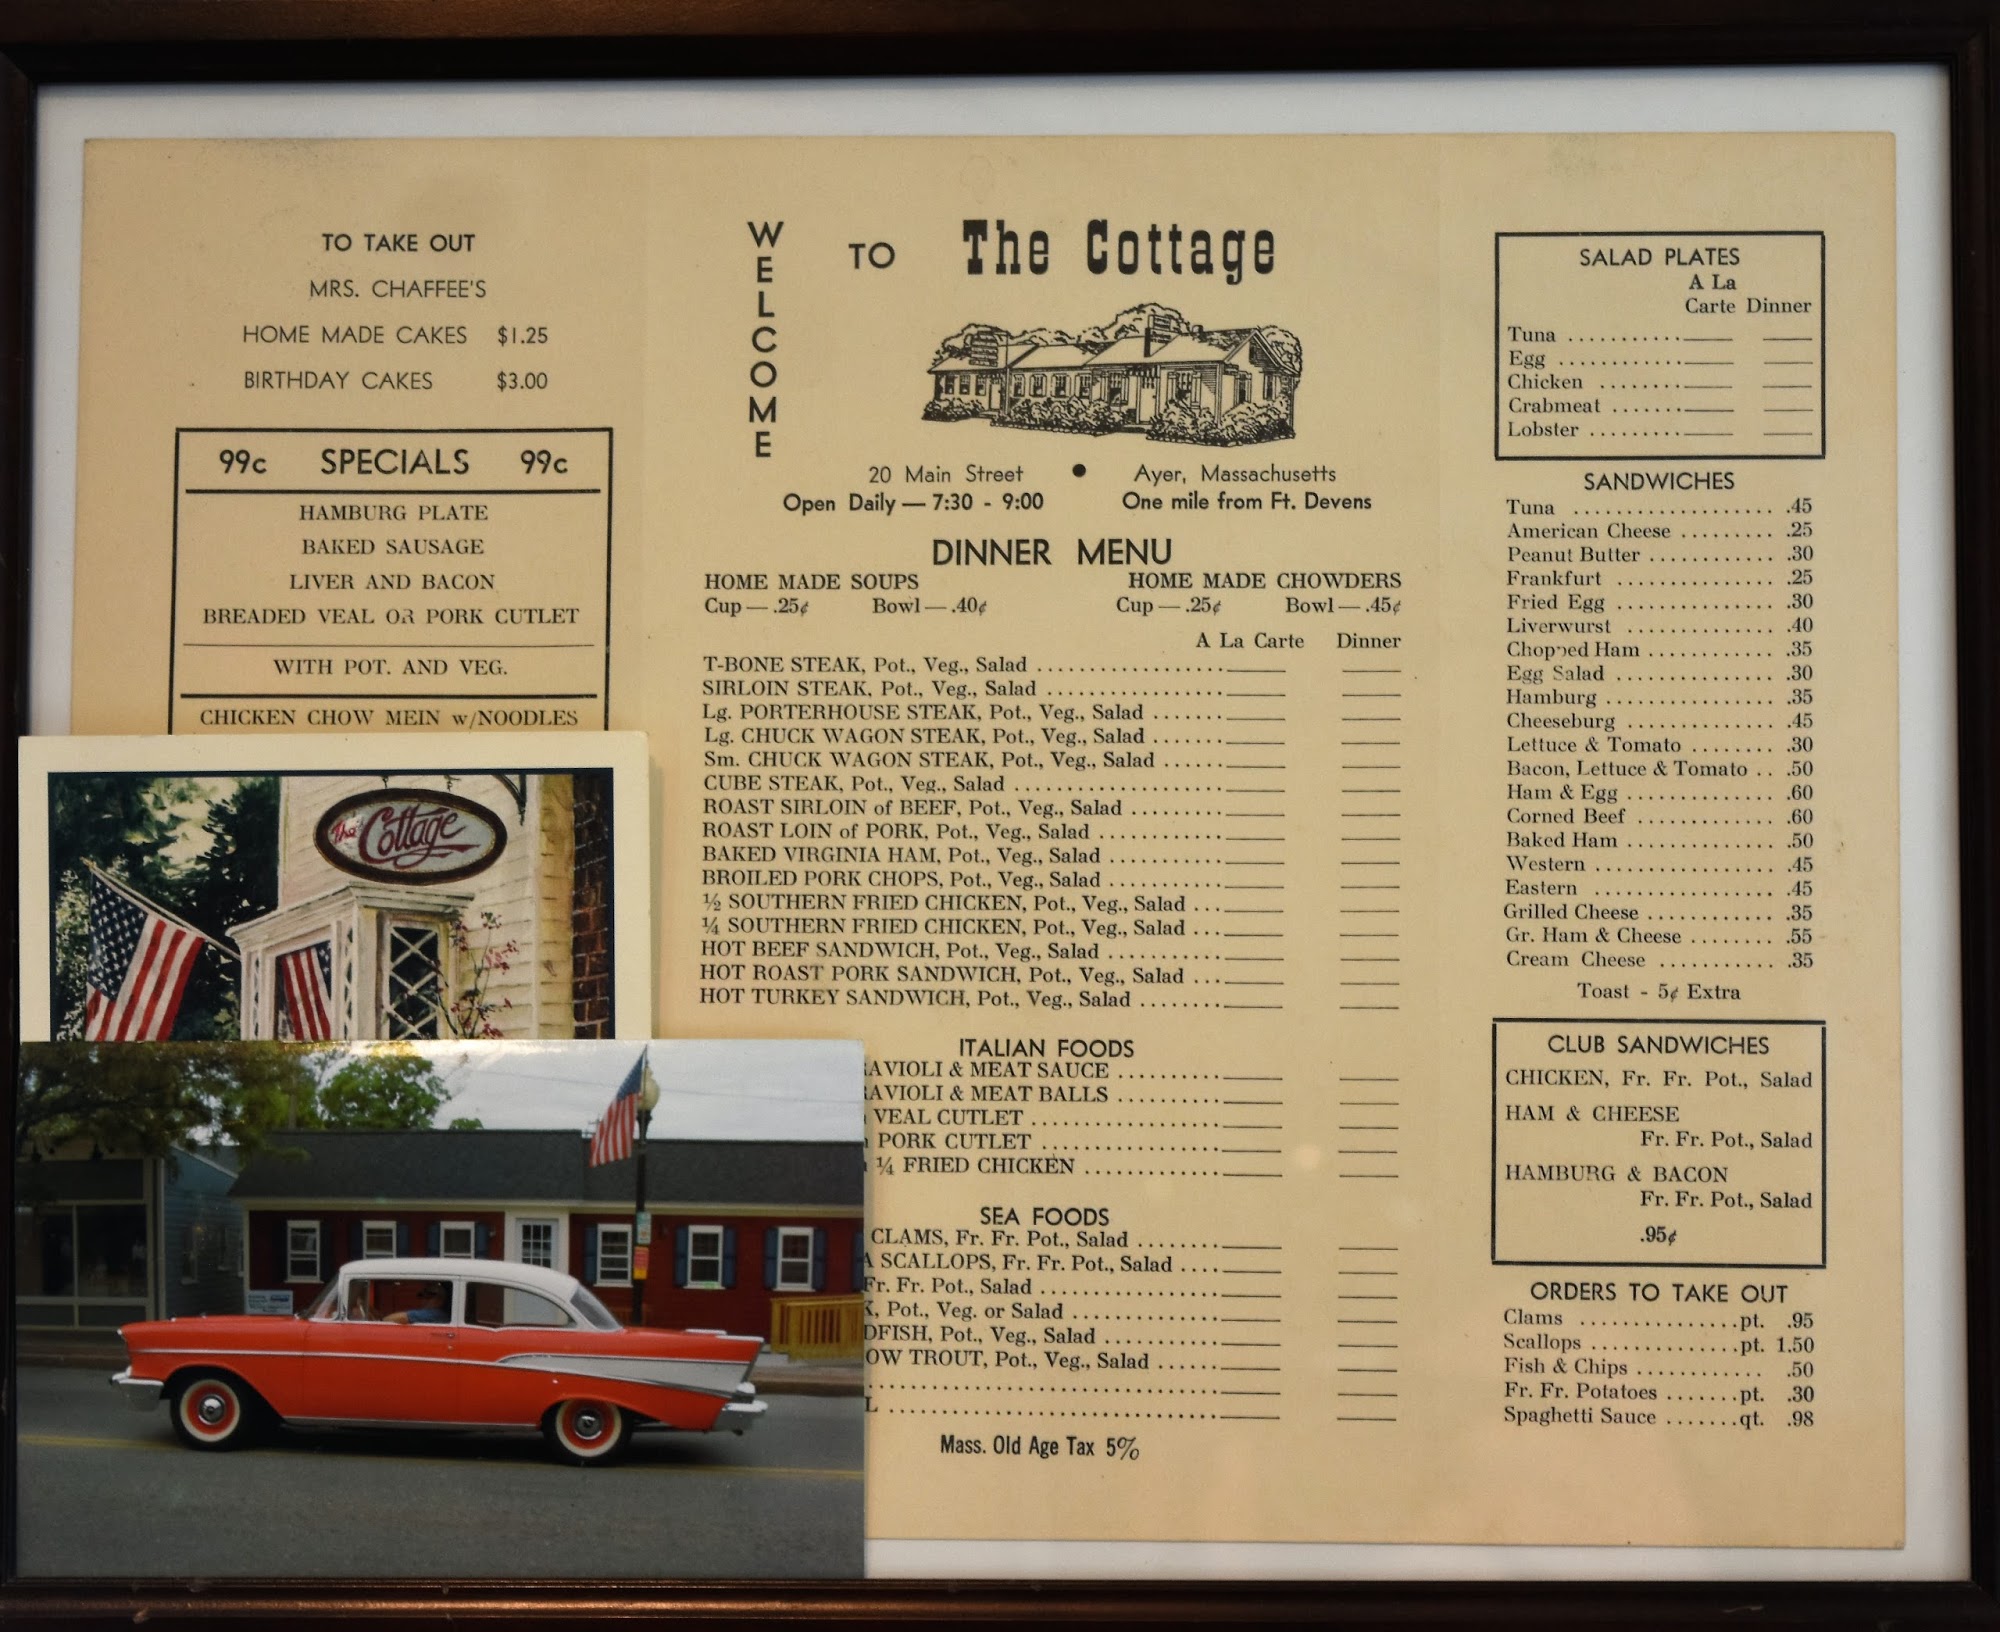 TO TAKE OUT
MRS. CHAFFEE'S
HOME MADE CAKES $1.25
BIRTHDAY CAKES $3.00
99c SPECIALS 99c
HAMBURG PLATE
BAKED SAUSAGE
LIVER AND BACON
BREADED VEAL OR PORK CUTLET
WITH POT. AND VEG.
CHICKEN CHOW MEIN w/NOODLES
The Cottage
WELCOME
TO The Cottage
20 Main Street • Ayer, Massachusetts
Open Daily — 7:30 - 9:00 One mile from Ft. Devens
DINNER MENU
HOME MADE SOUPS HOME MADE CHOWDERS
Cup — .25¢ Bowl — .40¢ Cup — .25¢ Bowl — .45¢
A La Carte Dinner
T-BONE STEAK, Pot., Veg., Salad
SIRLOIN STEAK, Pot., Veg., Salad
Lg. PORTERHOUSE STEAK, Pot., Veg., Salad
Lg. CHUCK WAGON STEAK, Pot., Veg., Salad
Sm. CHUCK WAGON STEAK, Pot., Veg., Salad
CUBE STEAK, Pot., Veg., Salad
ROAST SIRLOIN of BEEF, Pot., Veg., Salad
ROAST LOIN of PORK, Pot., Veg., Salad
BAKED VIRGINIA HAM, Pot., Veg., Salad
BROILED PORK CHOPS, Pot., Veg., Salad
½ SOUTHERN FRIED CHICKEN, Pot., Veg., Salad
¼ SOUTHERN FRIED CHICKEN, Pot., Veg., Salad
HOT BEEF SANDWICH, Pot., Veg., Salad
HOT ROAST PORK SANDWICH, Pot., Veg., Salad
HOT TURKEY SANDWICH, Pot., Veg., Salad
ITALIAN FOODS
AVIOLI & MEAT SAUCE
AVIOLI & MEAT BALLS
VEAL CUTLET
PORK CUTLET
¼ FRIED CHICKEN
SEA FOODS
CLAMS, Fr. Fr. Pot., Salad
SCALLOPS, Fr. Fr. Pot., Salad
Fr. Fr. Pot., Salad
K, Pot., Veg. or Salad
DFISH, Pot., Veg., Salad
OW TROUT, Pot., Veg., Salad
L
Mass. Old Age Tax 5%
SALAD PLATES
A La
Carte Dinner
Tuna
Egg
Chicken
Crabmeat
Lobster
SANDWICHES
Tuna .45
American Cheese .25
Peanut Butter .30
Frankfurt .25
Fried Egg .30
Liverwurst .40
Chopped Ham .35
Egg Salad .30
Hamburg .35
Cheeseburg .45
Lettuce & Tomato .30
Bacon, Lettuce & Tomato .50
Ham & Egg .60
Corned Beef .60
Baked Ham .50
Western .45
Eastern .45
Grilled Cheese .35
Gr. Ham & Cheese .55
Cream Cheese .35
Toast - 5¢ Extra
CLUB SANDWICHES
CHICKEN, Fr. Fr. Pot., Salad
HAM & CHEESE
Fr. Fr. Pot., Salad
HAMBURG & BACON
Fr. Fr. Pot., Salad
.95¢
ORDERS TO TAKE OUT
Clams pt. .95
Scallops pt. 1.50
Fish & Chips .50
Fr. Fr. Potatoes pt. .30
Spaghetti Sauce qt. .98